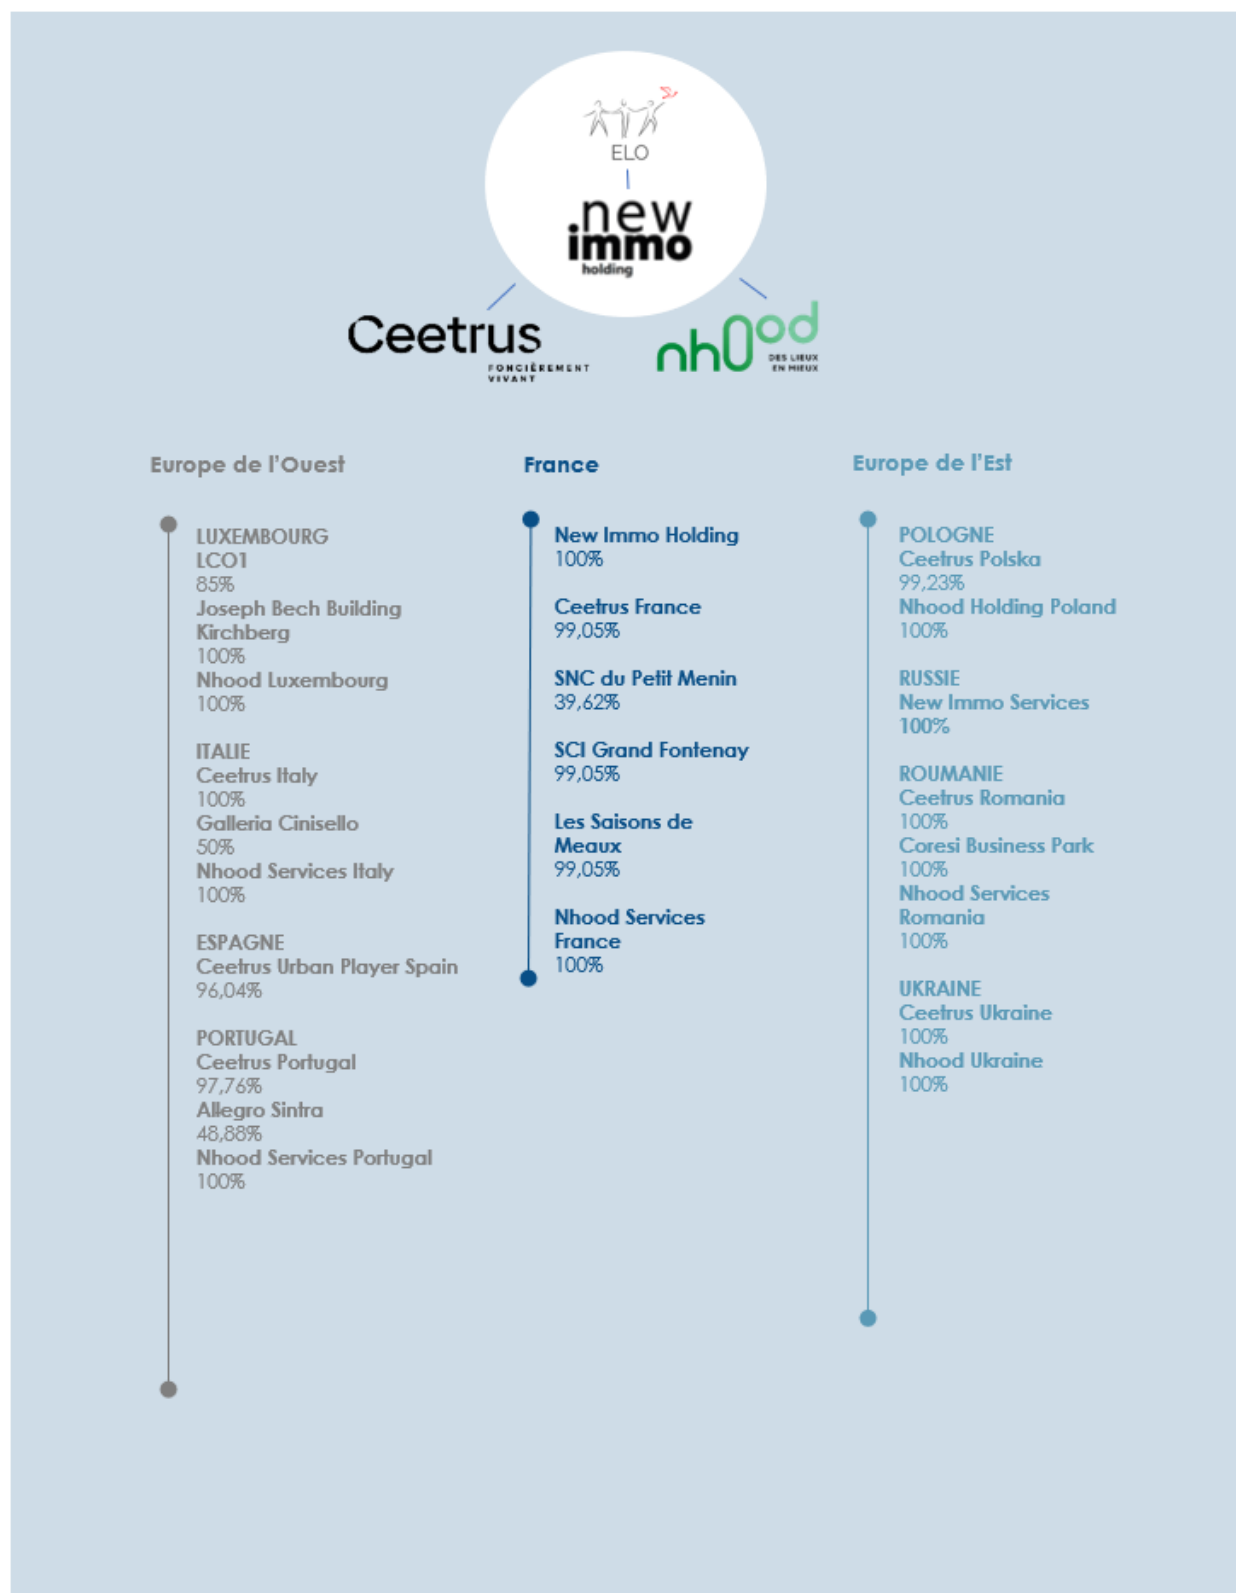 ELO
new
immo
holding
Ceetrus
FONCIÈREMENT
VIVANT
nhood
DES LIEUX
EN MIEUX
Europe de l'Ouest
LUXEMBOURG
LCO1
85%
Joseph Bech Building
Kirchberg
100%
Nhood Luxembourg
100%
ITALIE
Ceetrus Italy
100%
Galleria Cinisello
50%
Nhood Services Italy
100%
ESPAGNE
Ceetrus Urban Player Spain
96,04%
PORTUGAL
Ceetrus Portugal
97,76%
Allegro Sintra
48,88%
Nhood Services Portugal
100%
France
New Immo Holding
100%
Ceetrus France
99,05%
SNC du Petit Menin
39,62%
SCI Grand Fontenay
99,05%
Les Saisons de
Meaux
99,05%
Nhood Services
France
100%
Europe de l'Est
POLOGNE
Ceetrus Polska
99,23%
Nhood Holding Poland
100%
RUSSIE
New Immo Services
100%
ROUMANIE
Ceetrus Romania
100%
Coresi Business Park
100%
Nhood Services
Romania
100%
UKRAINE
Ceetrus Ukraine
100%
Nhood Ukraine
100%